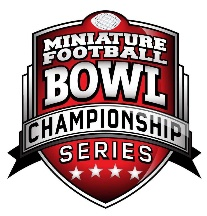 MINIATURE
FOOTBALL
BOWL
CHAMPIONSHIP
SERIES